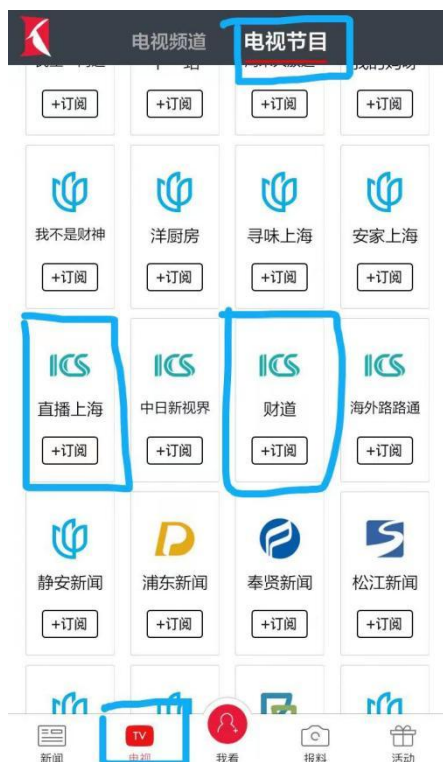 电视频道 电视节目
+订阅 +订阅 +订阅 +订阅
我不是财神 洋厨房 寻味上海 安家上海
+订阅 +订阅 +订阅 +订阅
ICS ICS ICS ICS
直播上海 中日新视界 财道 海外路路通
+订阅 +订阅 +订阅 +订阅
静安新闻 浦东新闻 奉贤新闻 松江新闻
+订阅 +订阅 +订阅 +订阅
TV
新闻 电视 我看 报料 活动